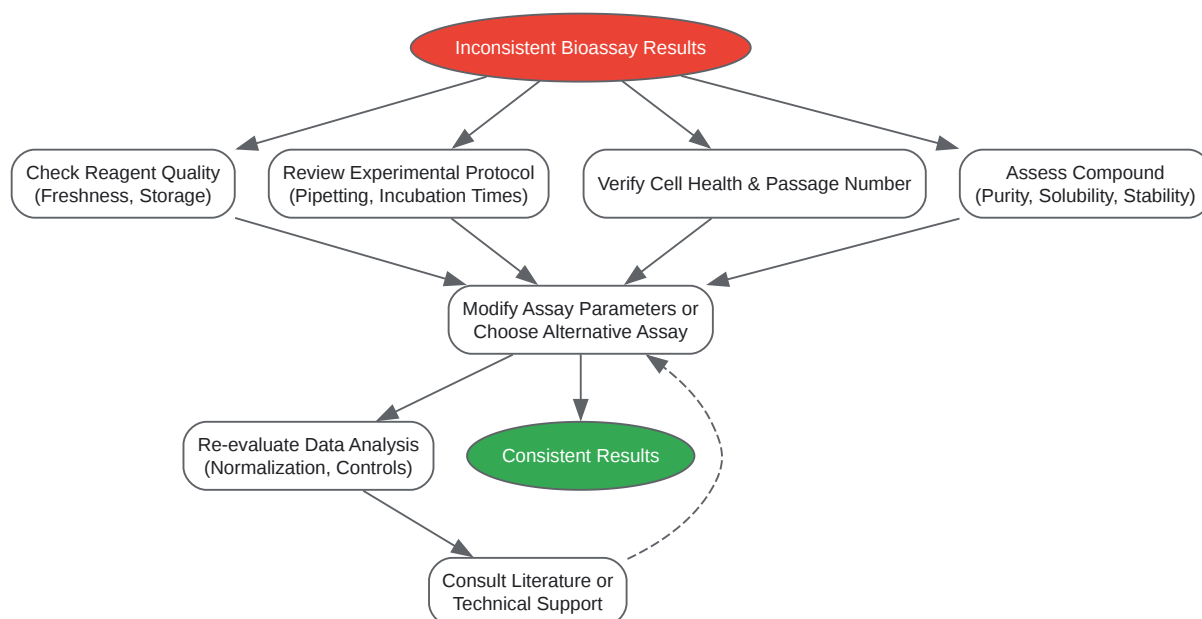 Inconsistent Bioassay Results
Check Reagent Quality
(Freshness, Storage)
Review Experimental Protocol
(Pipetting, Incubation Times)
Verify Cell Health & Passage Number
Assess Compound
(Purity, Solubility, Stability)
Modify Assay Parameters or
Choose Alternative Assay
Re-evaluate Data Analysis
(Normalization, Controls)
Consistent Results
Consult Literature or
Technical Support